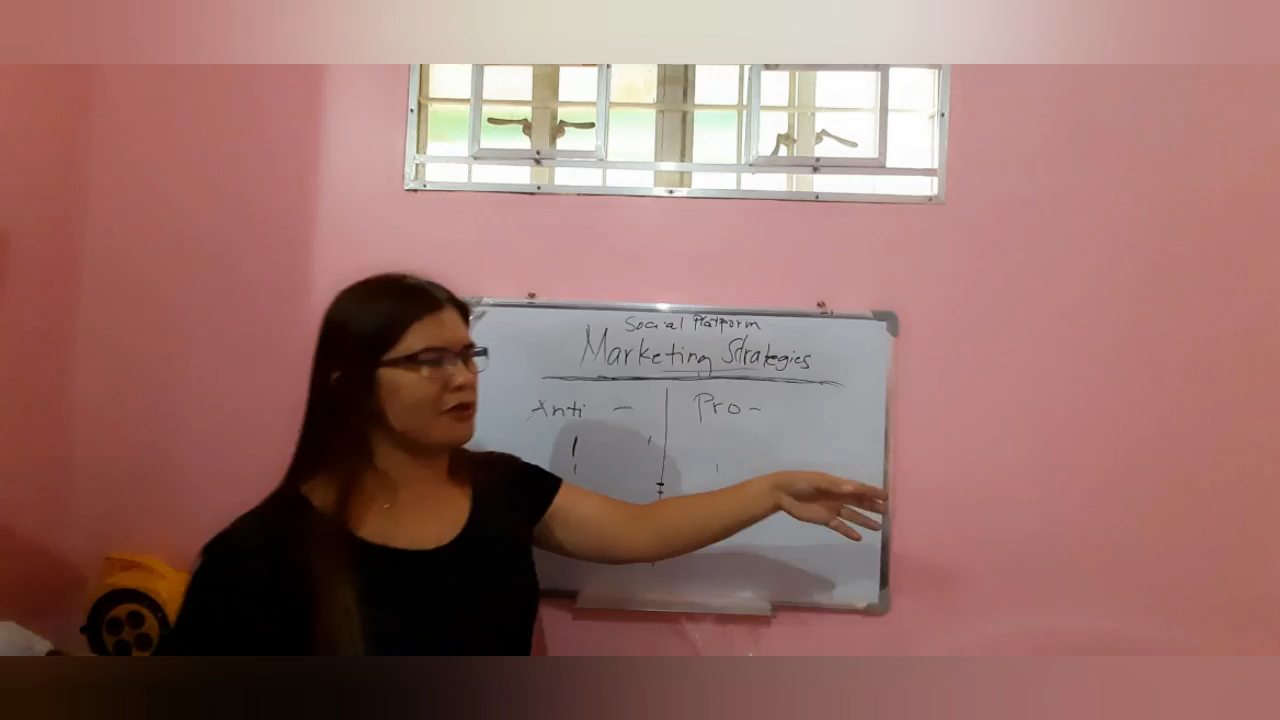 Social Platform
Marketing Strategies
Anti - Pro -